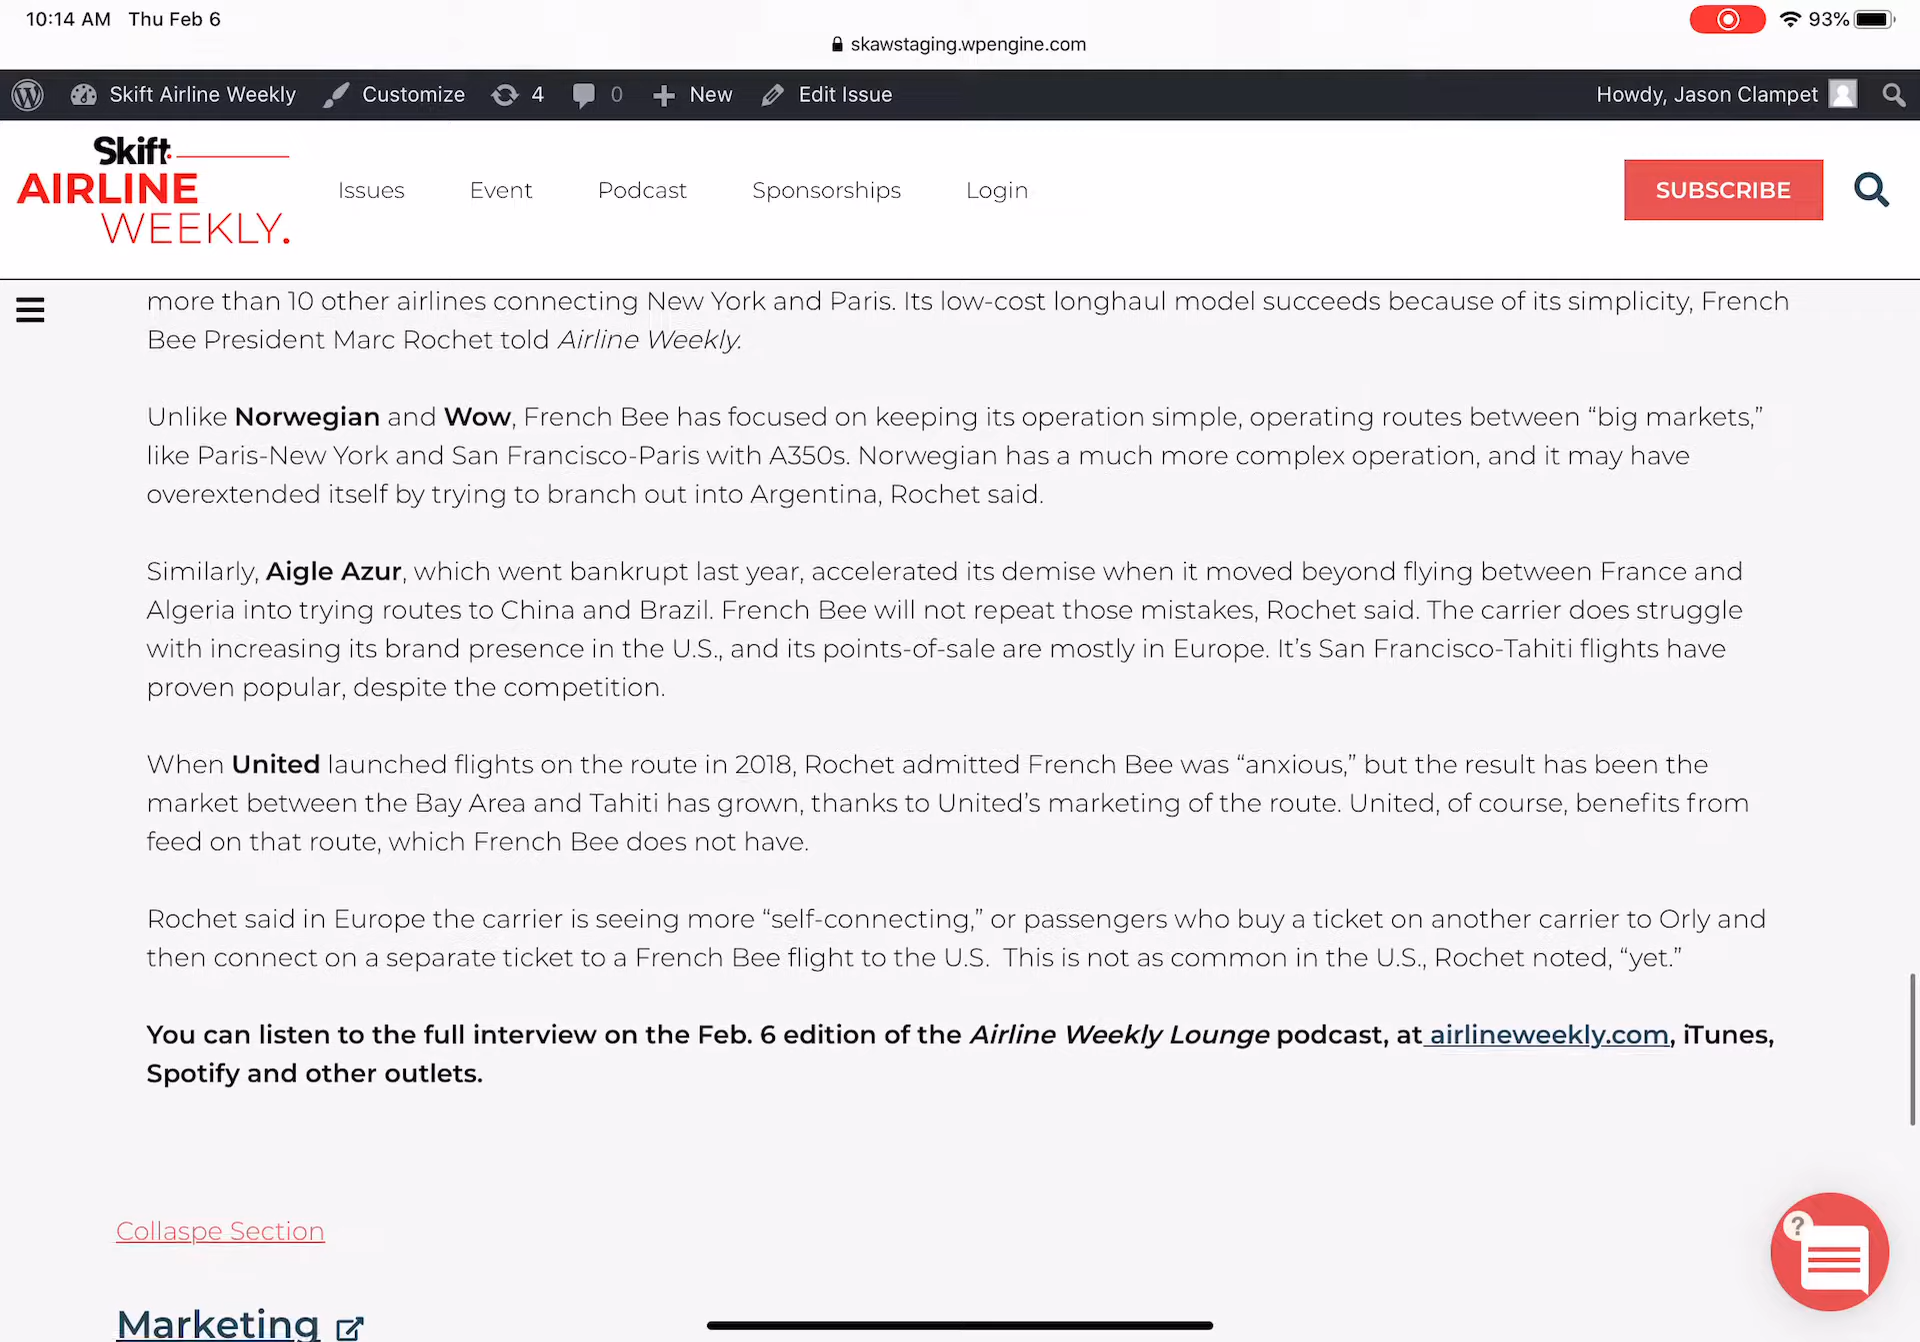 10:14 AM Thu Feb 6
93%
skawstaging.wpengine.com
Skift Airline Weekly Customize 4 0 New Edit Issue Howdy, Jason Clampet
Skift
AIRLINE
WEEKLY.
Issues Event Podcast Sponsorships Login SUBSCRIBE
more than 10 other airlines connecting New York and Paris. Its low-cost longhaul model succeeds because of its simplicity, French
Bee President Marc Rochet told Airline Weekly.
Unlike Norwegian and Wow, French Bee has focused on keeping its operation simple, operating routes between “big markets,”
like Paris-New York and San Francisco-Paris with A350s. Norwegian has a much more complex operation, and it may have
overextended itself by trying to branch out into Argentina, Rochet said.
Similarly, Aigle Azur, which went bankrupt last year, accelerated its demise when it moved beyond flying between France and
Algeria into trying routes to China and Brazil. French Bee will not repeat those mistakes, Rochet said. The carrier does struggle
with increasing its brand presence in the U.S., and its points-of-sale are mostly in Europe. It’s San Francisco-Tahiti flights have
proven popular, despite the competition.
When United launched flights on the route in 2018, Rochet admitted French Bee was “anxious,” but the result has been the
market between the Bay Area and Tahiti has grown, thanks to United’s marketing of the route. United, of course, benefits from
feed on that route, which French Bee does not have.
Rochet said in Europe the carrier is seeing more “self-connecting,” or passengers who buy a ticket on another carrier to Orly and
then connect on a separate ticket to a French Bee flight to the U.S.  This is not as common in the U.S., Rochet noted, “yet.”
You can listen to the full interview on the Feb. 6 edition of the Airline Weekly Lounge podcast, at airlineweekly.com, iTunes,
Spotify and other outlets.
Collaspe Section
?
Marketing